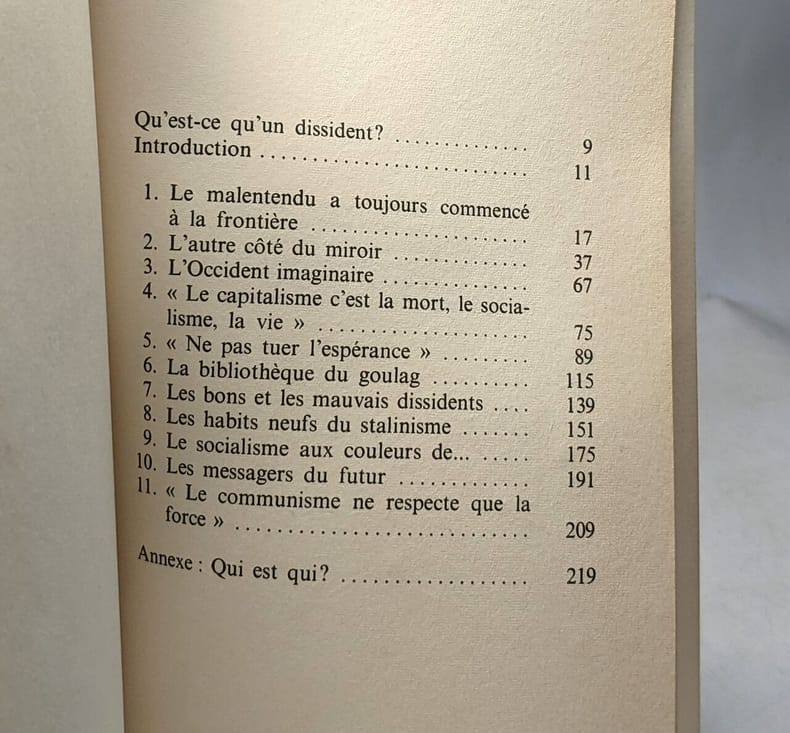 Qu'est-ce qu'un dissident? .............. 9
Introduction ............................ 11
1. Le malentendu a toujours commencé
à la frontière ....................... 17
2. L'autre côté du miroir ............. 37
3. L'Occident imaginaire .............. 67
4. « Le capitalisme c'est la mort, le socia-
lisme, la vie » ...................... 75
5. « Ne pas tuer l'espérance » ......... 89
6. La bibliothèque du goulag .......... 115
7. Les bons et les mauvais dissidents .... 139
8. Les habits neufs du stalinisme ....... 151
9. Le socialisme aux couleurs de... ..... 175
10. Les messagers du futur ............. 191
11. « Le communisme ne respecte que la
force » .............................. 209
Annexe : Qui est qui? .................. 219